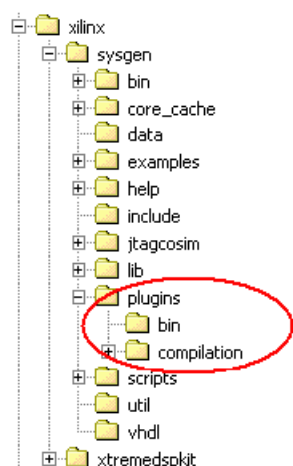 xilinx
sysgen
bin
core_cache
data
examples
help
include
jtagcosim
lib
plugins
bin
compilation
scripts
util
vhdl
xtremedspkit